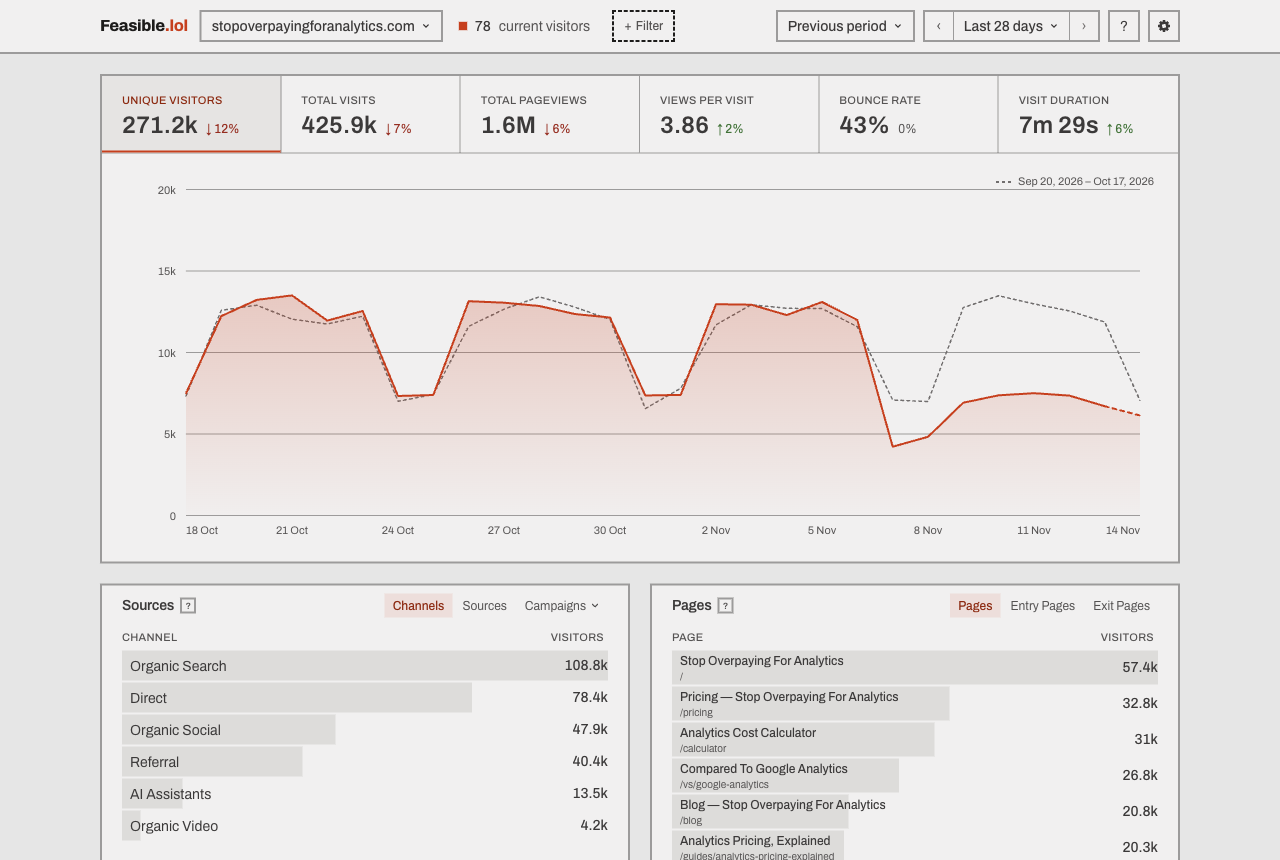 Feasible.lol stopoverpayingforanalytics.com 78 current visitors + Filter Previous period ‹ Last 28 days › ?
UNIQUE VISITORS TOTAL VISITS TOTAL PAGEVIEWS VIEWS PER VISIT BOUNCE RATE VISIT DURATION
271.2k ↓12% 425.9k ↓7% 1.6M ↓6% 3.86 ↑2% 43% 0% 7m 29s ↑6%
Sep 20, 2026 – Oct 17, 2026
20k
15k
10k
5k
0
18 Oct 21 Oct 24 Oct 27 Oct 30 Oct 2 Nov 5 Nov 8 Nov 11 Nov 14 Nov
Sources ? Channels Sources Campaigns
CHANNEL VISITORS
Organic Search 108.8k
Direct 78.4k
Organic Social 47.9k
Referral 40.4k
AI Assistants 13.5k
Organic Video 4.2k
Pages ? Pages Entry Pages Exit Pages
PAGE VISITORS
Stop Overpaying For Analytics 57.4k
/
Pricing — Stop Overpaying For Analytics 32.8k
/pricing
Analytics Cost Calculator 31k
/calculator
Compared To Google Analytics 26.8k
/vs/google-analytics
Blog — Stop Overpaying For Analytics 20.8k
/blog
Analytics Pricing, Explained 20.3k
/guides/analytics-pricing-explained